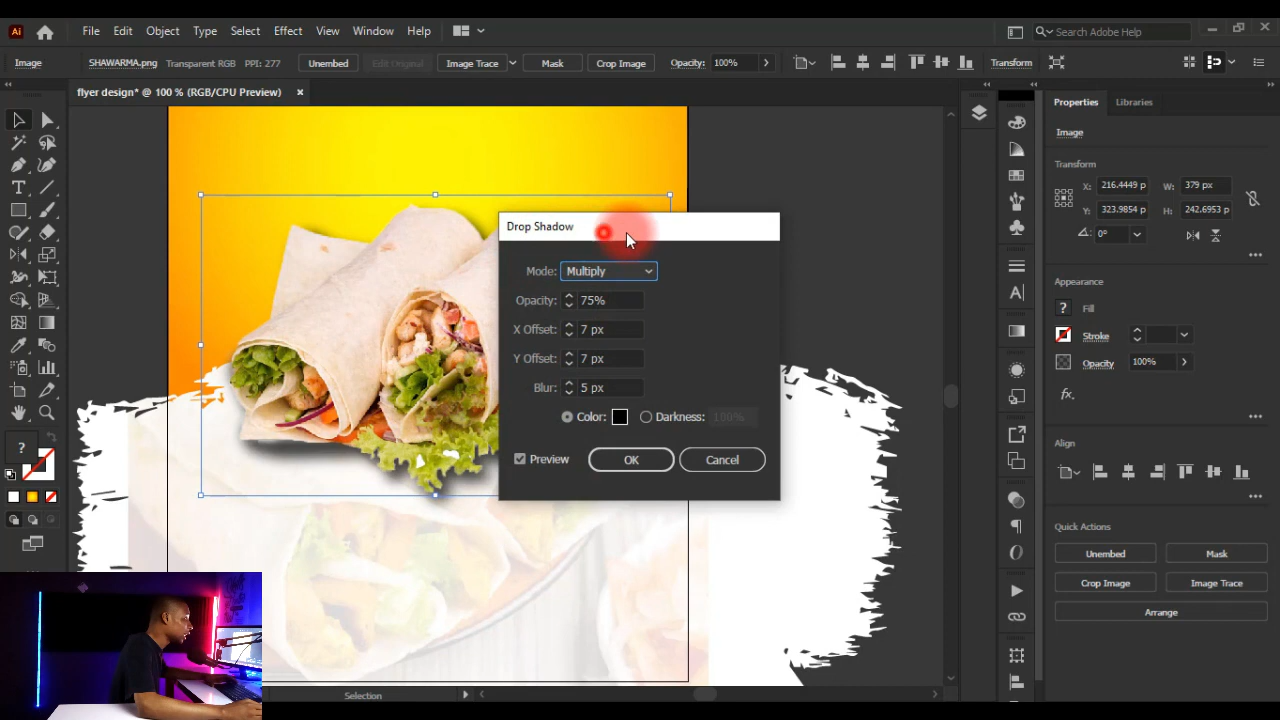 Ai File Edit Object Type Select Effect View Window Help Search Adobe Help
Image SHAWARMA.png Transparent RGB PPI: 277 Unembed Edit Original Image Trace Mask Crop Image Opacity: 100% Transform
flyer design* @ 100 % (RGB/CPU Preview) ×
Properties Libraries
Image
Transform
X: 216.4449 p W: 379 px
Y: 323.9854 p H: 242.6953 p
0°
Appearance
? Fill
Stroke
Opacity 100%
fx.
Align
Quick Actions
Unembed Mask
Crop Image Image Trace
Arrange
Drop Shadow
Mode: Multiply
Opacity: 75%
X Offset: 7 px
Y Offset: 7 px
Blur: 5 px
Color: Darkness: 100%
Preview OK Cancel
?
Selection